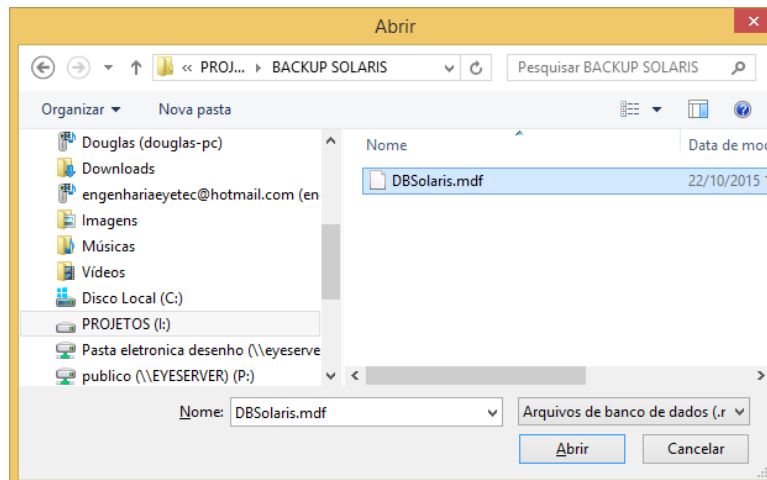 Abrir
« PROJ... BACKUP SOLARIS
Pesquisar BACKUP SOLARIS
Organizar
Nova pasta
Douglas (douglas-pc)
Downloads
engenhariaeyetec@hotmail.com (en
Imagens
Músicas
Vídeos
Disco Local (C:)
PROJETOS (I:)
Pasta eletronica desenho (\\eyeserve
publico (\\EYESERVER) (P:)
Nome
Data de mod
DBSolaris.mdf
22/10/2015 1
Nome: DBSolaris.mdf
Arquivos de banco de dados (.r
Abrir
Cancelar